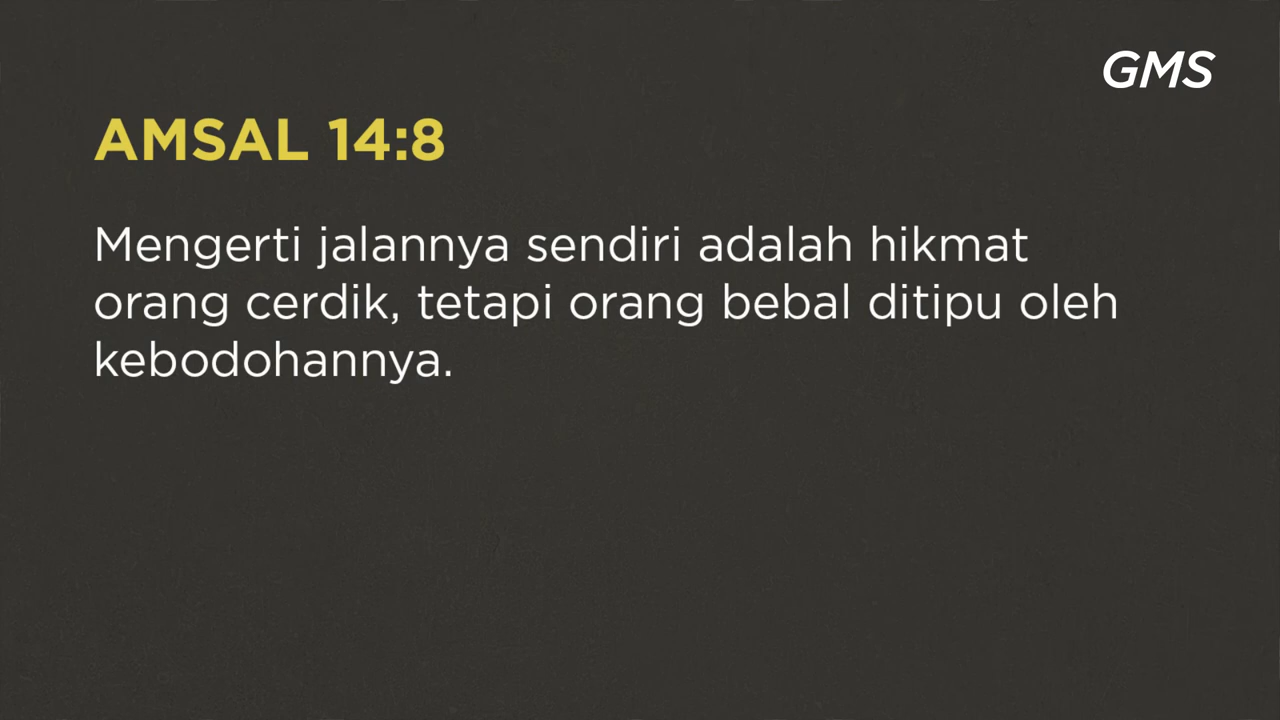 GMS
AMSAL 14:8
Mengerti jalannya sendiri adalah hikmat
orang cerdik, tetapi orang bebal ditipu oleh
kebodohannya.